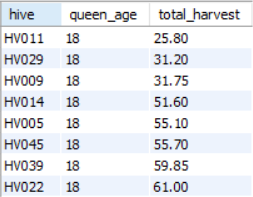 hive queen_age total_harvest
HV011 18 25.80
HV029 18 31.20
HV009 18 31.75
HV014 18 51.60
HV005 18 55.10
HV045 18 55.70
HV039 18 59.85
HV022 18 61.00